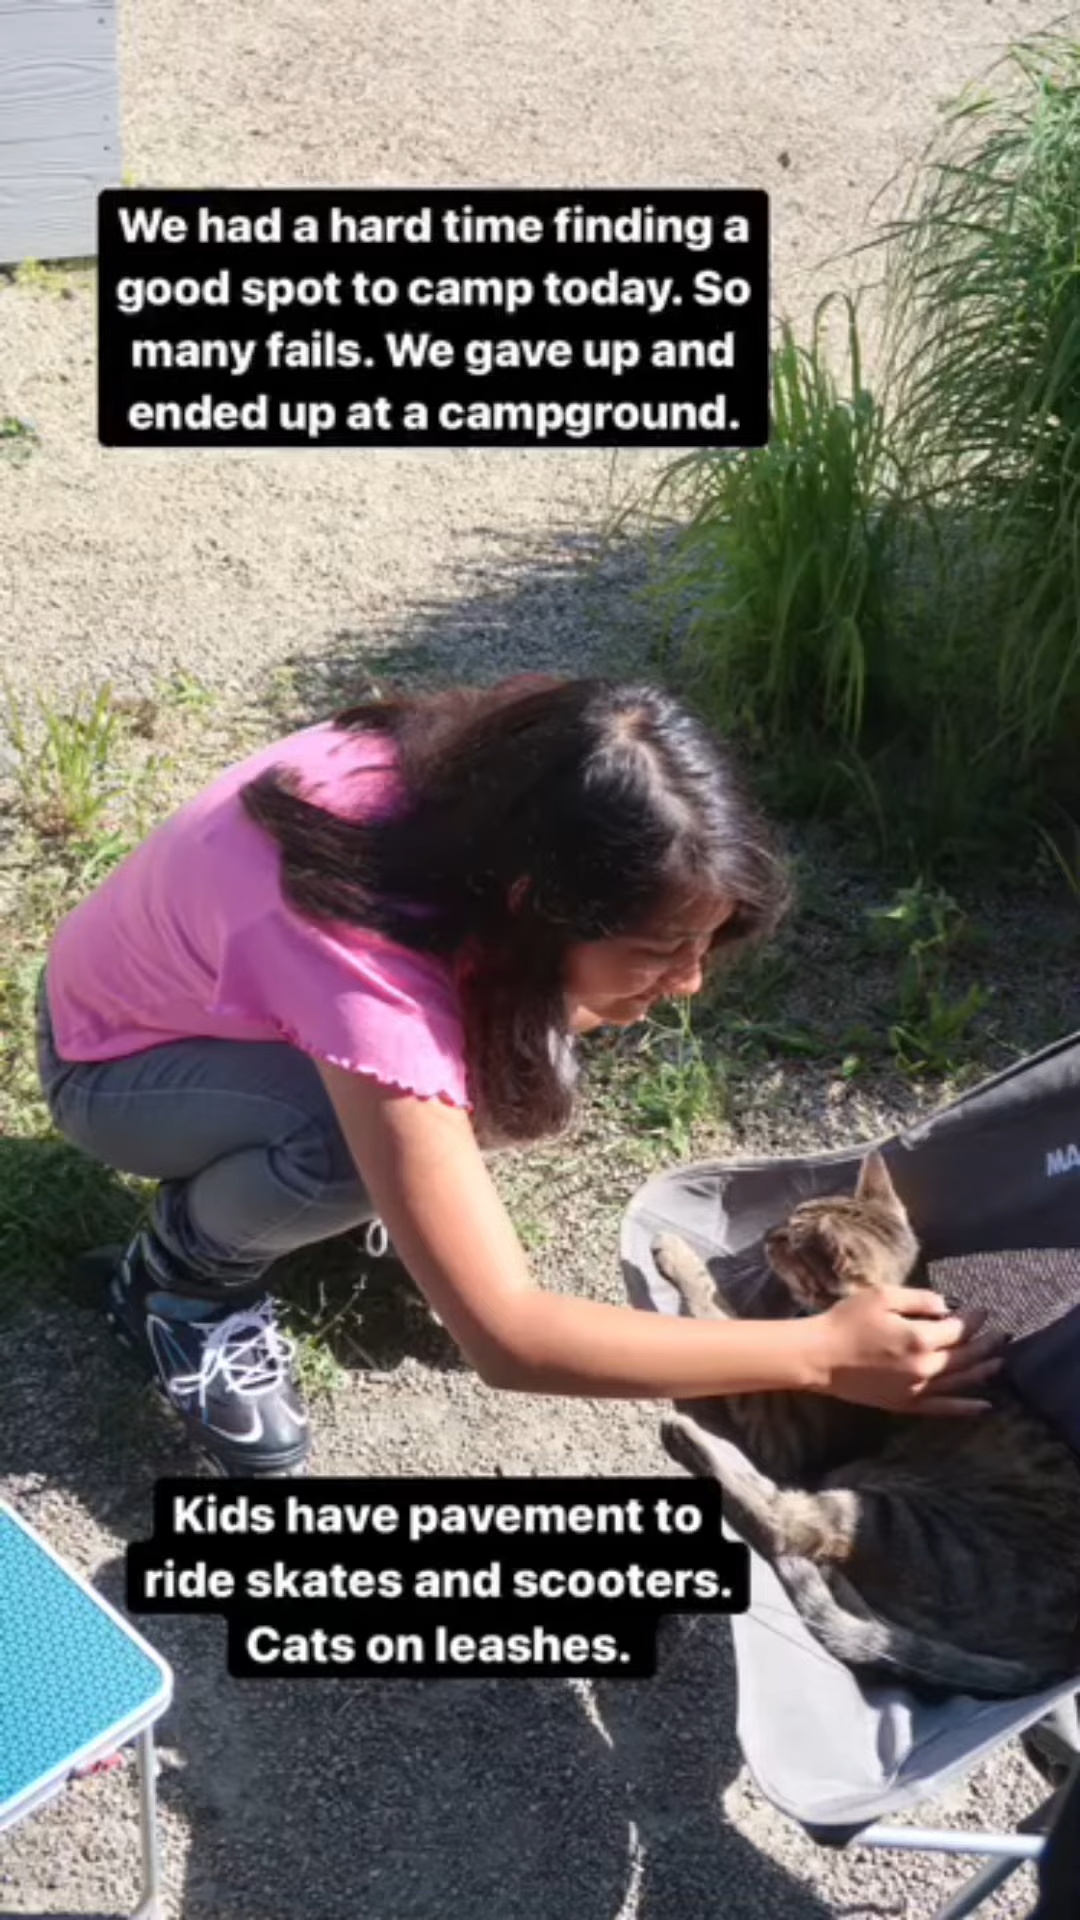 We had a hard time finding a
good spot to camp today. So
many fails. We gave up and
ended up at a campground.
MA
Kids have pavement to
ride skates and scooters.
Cats on leashes.